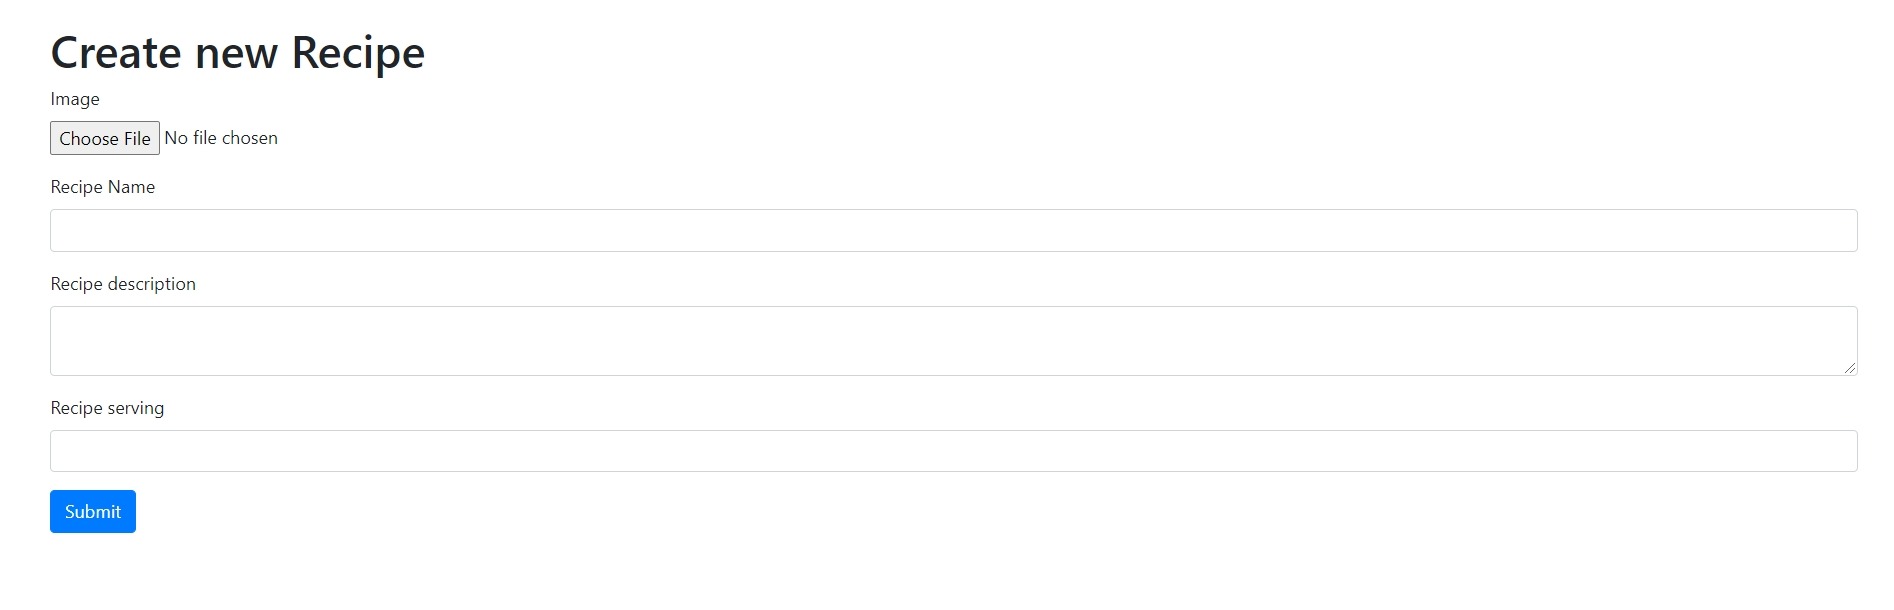 Create new Recipe
Image
Choose File No file chosen
Recipe Name
Recipe description
Recipe serving
Submit